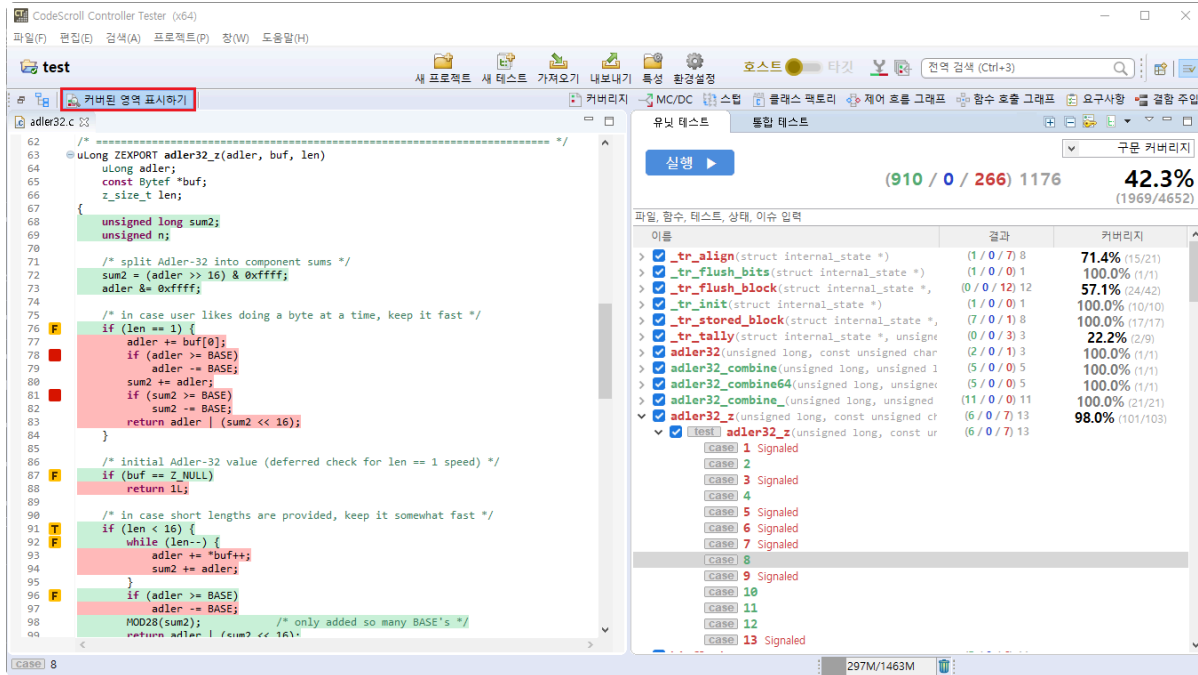 CodeScroll Controller Tester (x64)
파일(F) 편집(E) 검색(A) 프로젝트(P) 창(W) 도움말(H)
test
새 프로젝트 새 테스트 가져오기 내보내기 특성 환경설정
호스트 타깃
전역 검색 (Ctrl+3)
커버된 영역 표시하기
커버리지 MC/DC 스텁 클래스 팩토리 제어 흐름 그래프 함수 호출 그래프 요구사항 결함 주입
adler32.c
62 /* ====================================================================== */
63 uLong ZEXPORT adler32_z(adler, buf, len)
64 uLong adler;
65 const Bytef *buf;
66 z_size_t len;
67 {
68 unsigned long sum2;
69 unsigned n;
70
71 /* split Adler-32 into component sums */
72 sum2 = (adler >> 16) & 0xffff;
73 adler &= 0xffff;
74
75 /* in case user likes doing a byte at a time, keep it fast */
76 F if (len == 1) {
77 adler += buf[0];
78 if (adler >= BASE)
79 adler -= BASE;
80 sum2 += adler;
81 if (sum2 >= BASE)
82 sum2 -= BASE;
83 return adler | (sum2 << 16);
84 }
85
86 /* initial Adler-32 value (deferred check for len == 1 speed) */
87 F if (buf == Z_NULL)
88 return 1L;
89
90 /* in case short lengths are provided, keep it somewhat fast */
91 T if (len < 16) {
92 F while (len--) {
93 adler += *buf++;
94 sum2 += adler;
95 }
96 F if (adler >= BASE)
97 adler -= BASE;
98 MOD28(sum2); /* only added so many BASE's */
99 return adler | (sum2 << 16);
유닛 테스트 통합 테스트
실행
구문 커버리지
(910 / 0 / 266) 1176
42.3%
(1969/4652)
파일, 함수, 테스트, 상태, 이슈 입력
이름 결과 커버리지
_tr_align(struct internal_state *) (1 / 0 / 7) 8 71.4% (15/21)
_tr_flush_bits(struct internal_state *) (1 / 0 / 0) 1 100.0% (1/1)
_tr_flush_block(struct internal_state *, (0 / 0 / 12) 12 57.1% (24/42)
_tr_init(struct internal_state *) (1 / 0 / 0) 1 100.0% (10/10)
_tr_stored_block(struct internal_state *, (7 / 0 / 1) 8 100.0% (17/17)
_tr_tally(struct internal_state *, unsigne (0 / 0 / 3) 3 22.2% (2/9)
adler32(unsigned long, const unsigned char (2 / 0 / 1) 3 100.0% (1/1)
adler32_combine(unsigned long, unsigned l (5 / 0 / 0) 5 100.0% (1/1)
adler32_combine64(unsigned long, unsigned (5 / 0 / 0) 5 100.0% (1/1)
adler32_combine_(unsigned long, unsigned (11 / 0 / 0) 11 100.0% (21/21)
adler32_z(unsigned long, const unsigned ch (6 / 0 / 7) 13 98.0% (101/103)
test adler32_z(unsigned long, const un (6 / 0 / 7) 13
case 1 Signaled
case 2
case 3 Signaled
case 4
case 5 Signaled
case 6 Signaled
case 7 Signaled
case 8
case 9 Signaled
case 10
case 11
case 12
case 13 Signaled
case 8
297M/1463M